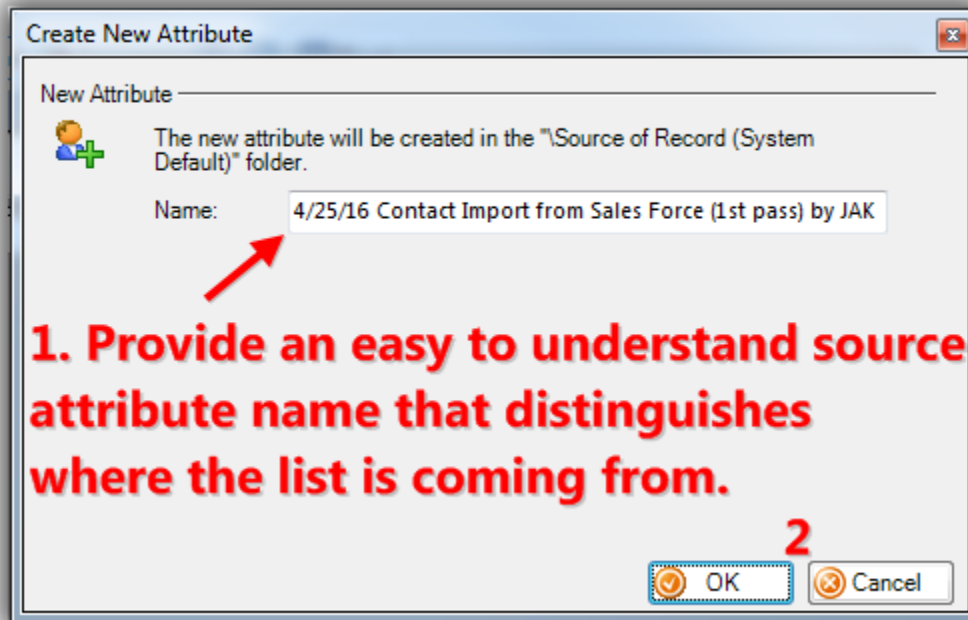 Create New Attribute
New Attribute
The new attribute will be created in the "\Source of Record (System
Default)" folder.
Name: 4/25/16 Contact Import from Sales Force (1st pass) by JAK
1. Provide an easy to understand source
attribute name that distinguishes
where the list is coming from.
2
OK Cancel